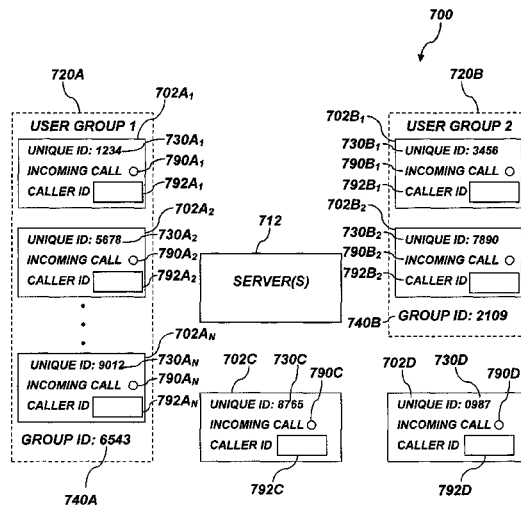 700
720A
702A1
USER GROUP 1
UNIQUE ID: 1234
730A1
INCOMING CALL
790A1
CALLER ID
792A1
702A2
UNIQUE ID: 5678
730A2
INCOMING CALL
790A2
CALLER ID
792A2
702AN
UNIQUE ID: 9012
730AN
INCOMING CALL
790AN
CALLER ID
792AN
GROUP ID: 6543
740A
712
SERVER(S)
702C
730C
790C
UNIQUE ID: 8765
INCOMING CALL
CALLER ID
792C
720B
702B1
USER GROUP 2
730B1
UNIQUE ID: 3456
790B1
INCOMING CALL
792B1
CALLER ID
702B2
730B2
UNIQUE ID: 7890
790B2
INCOMING CALL
792B2
CALLER ID
740B
GROUP ID: 2109
702D
730D
790D
UNIQUE ID: 0987
INCOMING CALL
CALLER ID
792D